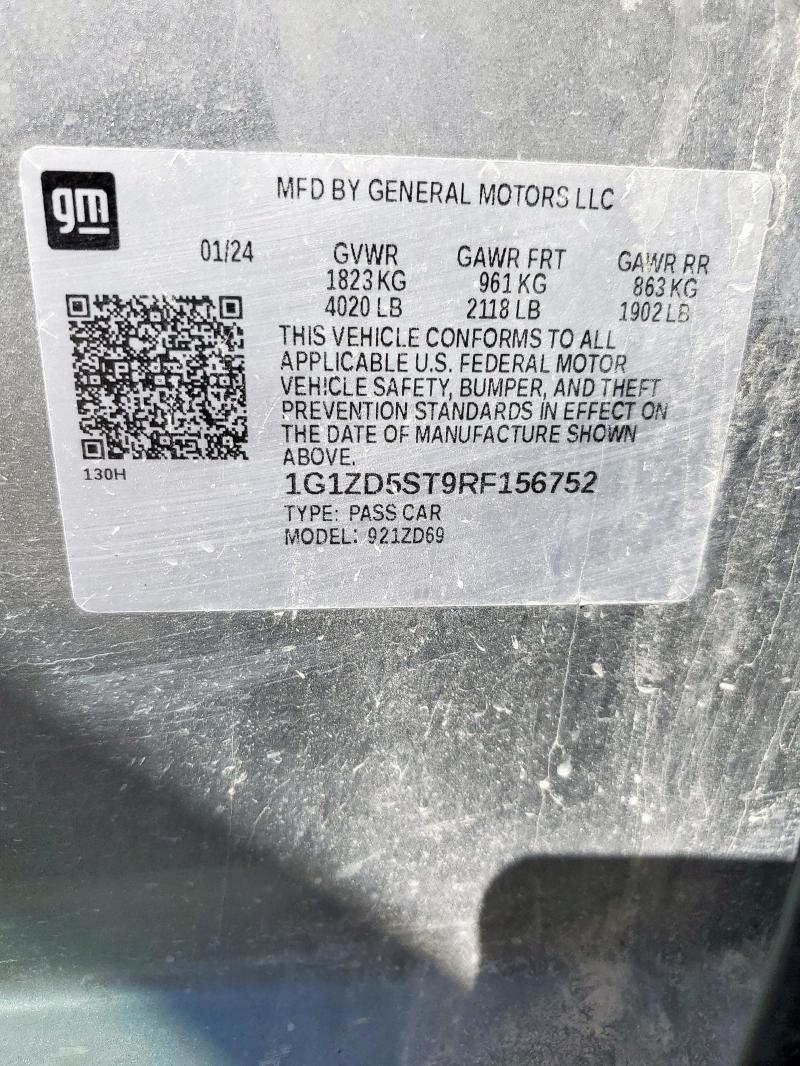 gm
MFD BY GENERAL MOTORS LLC
01/24 GVWR GAWR FRT GAWR RR
1823 KG 961 KG 863 KG
4020 LB 2118 LB 1902 LB
THIS VEHICLE CONFORMS TO ALL
APPLICABLE U.S. FEDERAL MOTOR
VEHICLE SAFETY, BUMPER, AND THEFT
PREVENTION STANDARDS IN EFFECT ON
THE DATE OF MANUFACTURE SHOWN
ABOVE.
130H
1G1ZD5ST9RF156752
TYPE: PASS CAR
MODEL: 921ZD69